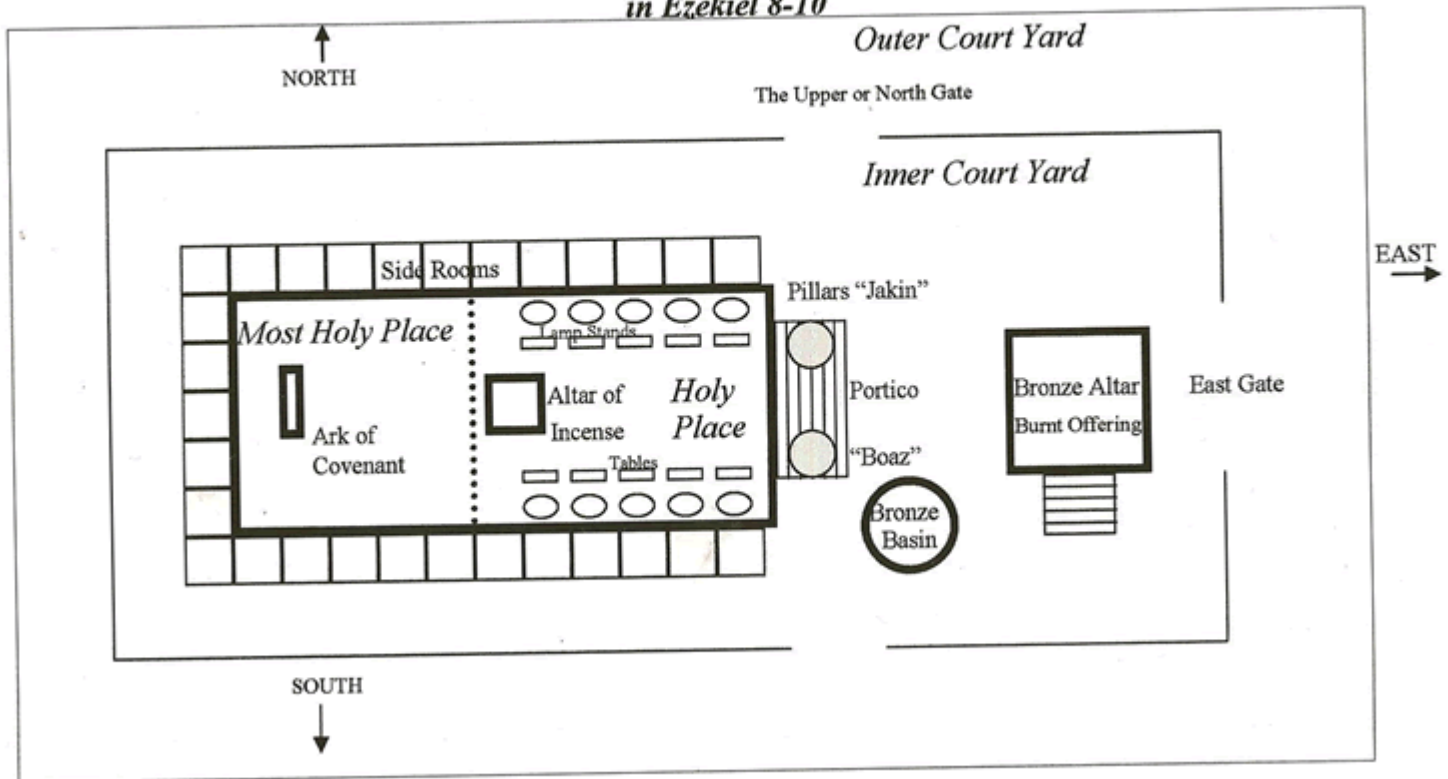 in Ezekiel 8-10
Outer Court Yard
NORTH
The Upper or North Gate
Inner Court Yard
EAST
Side Rooms
Pillars “Jakin”
Most Holy Place
Lamp Stands
Bronze Altar
Burnt Offering
East Gate
Altar of
Incense
Holy
Place
Portico
Ark of
Covenant
Tables
“Boaz”
Bronze
Basin
SOUTH